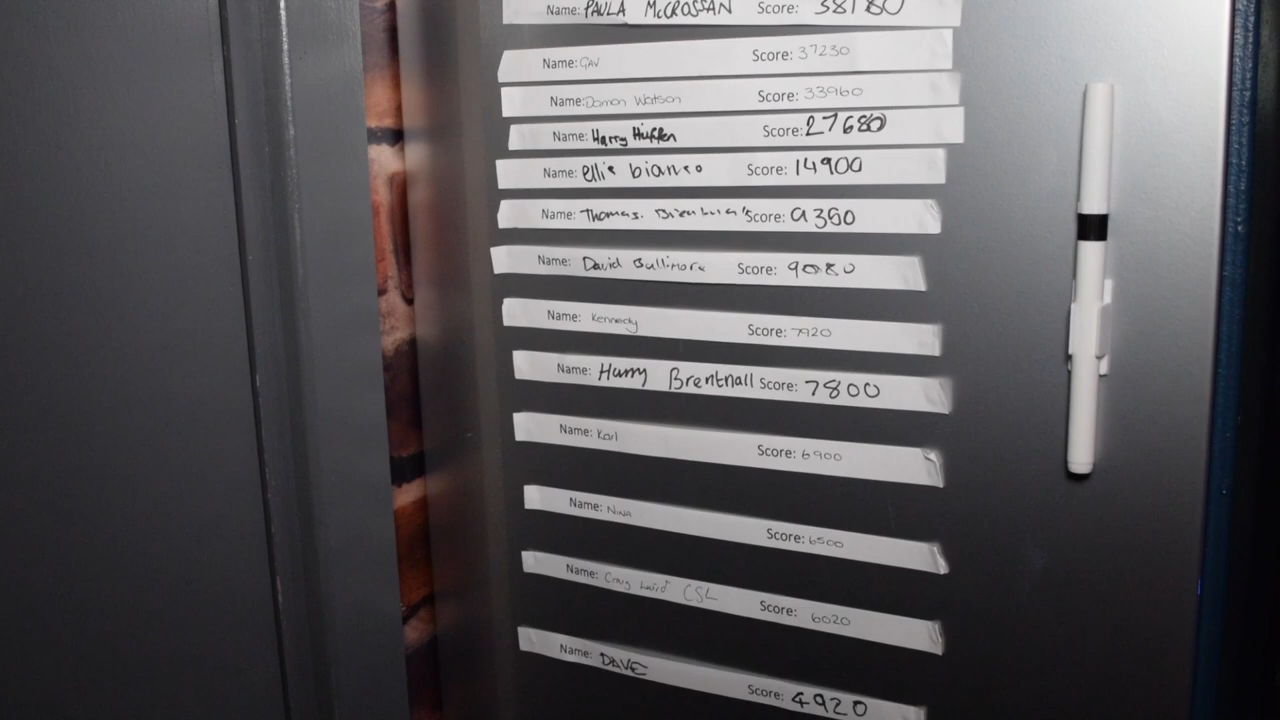 Name: PAULA McCROSSAN Score: 38180
Name: GAV Score: 37230
Name: Damon Watson Score: 33960
Name: Harry Score: 27680
Name: ellie bianco Score: 14900
Name: Thomas. Score: 9350
Name: David Bullimore Score: 9080
Name: Kennedy Score: 7920
Name: Harry Brentnall Score: 7800
Name: Karl Score: 6900
Name: NINA Score: 6500
Name: Craig Laird CSL Score: 6020
Name: DAVE Score: 4920